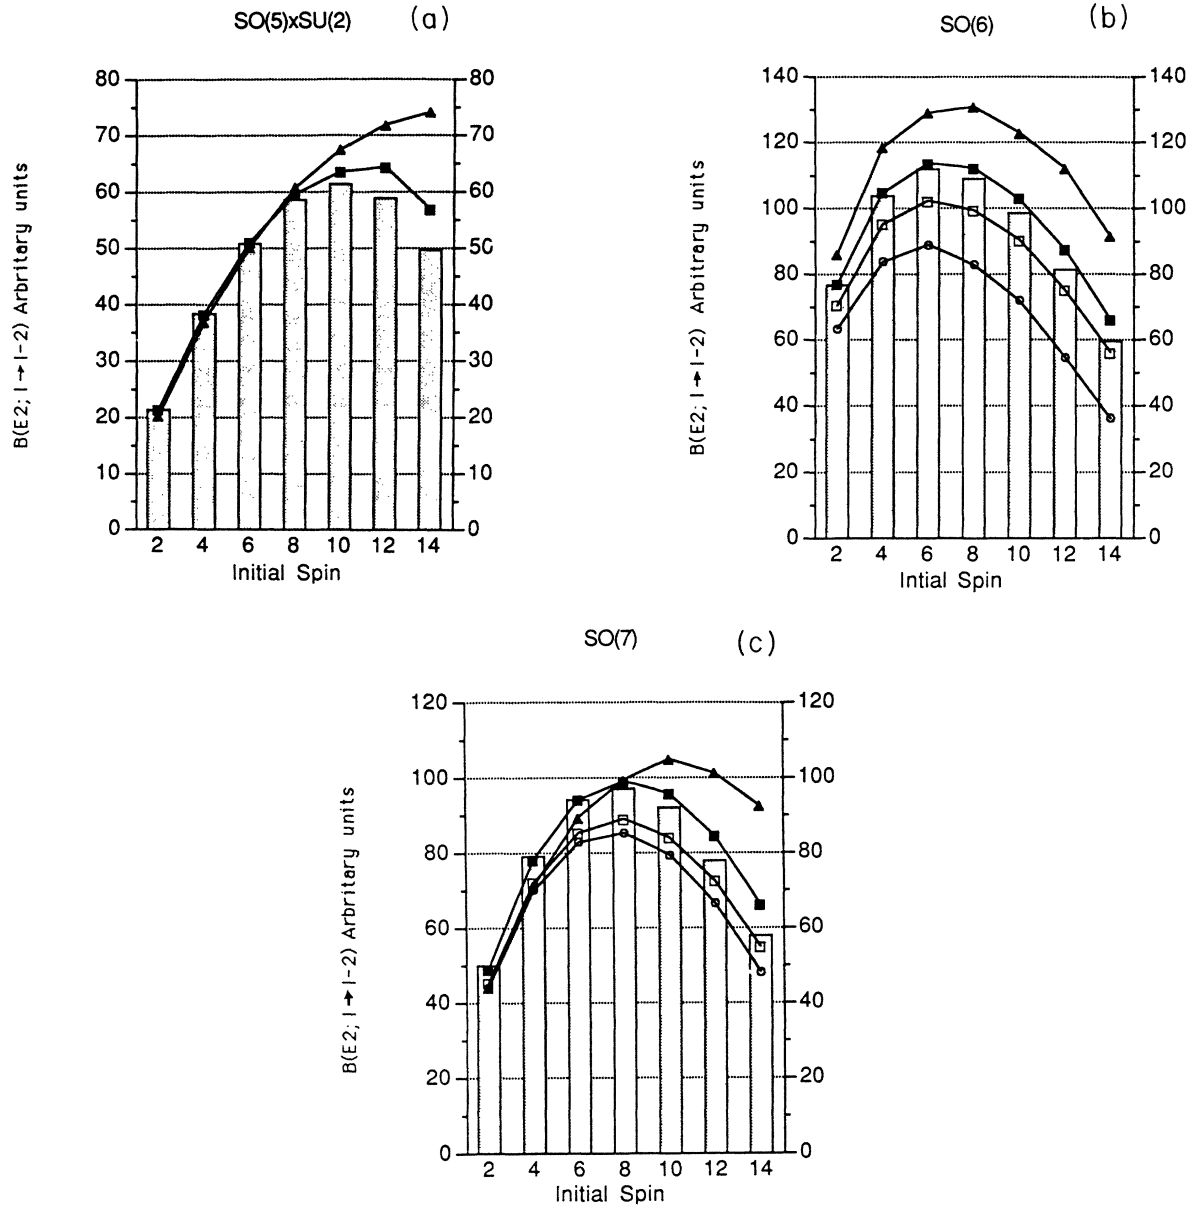 SO(5)xSU(2) (a)
B(E2; I→I-2) Arbritary units
80 80
70 70
60 60
50 50
40 40
30 30
20 20
10 10
0 0
2 4 6 8 10 12 14
Initial Spin
SO(6) (b)
B(E2; I→I-2) Arbitrary units
140 140
120 120
100 100
80 80
60 60
40 40
20 20
0 0
2 4 6 8 10 12 14
Intial Spin
SO(7) (c)
B(E2; I→I-2) Arbritary units
120 120
100 100
80 80
60 60
40 40
20 20
0 0
2 4 6 8 10 12 14
Initial Spin